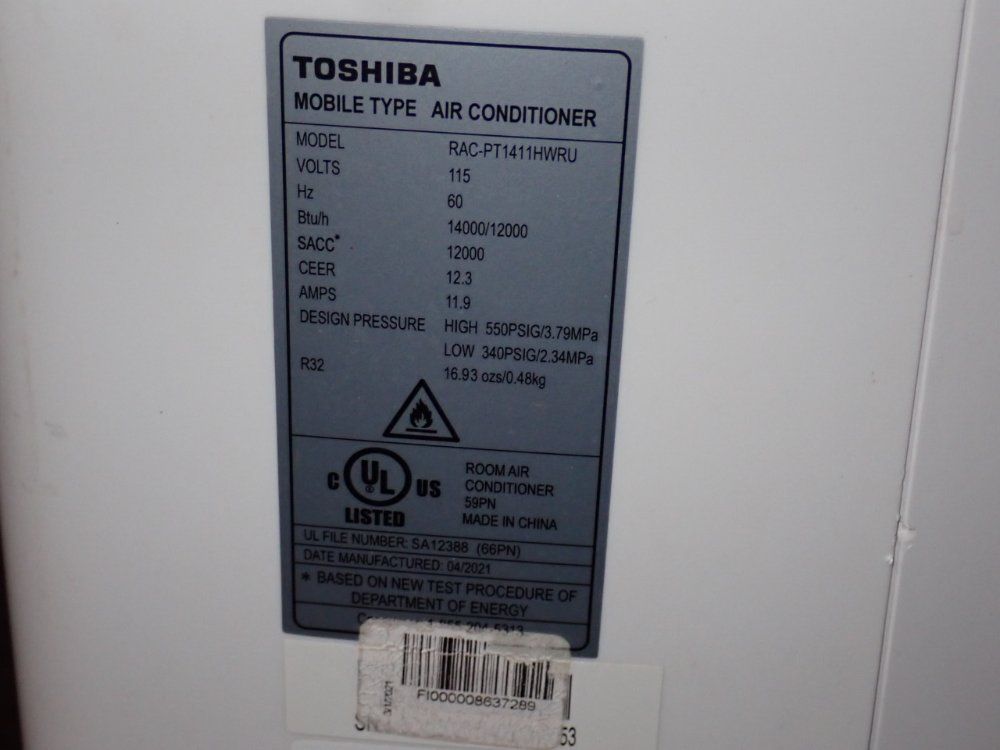 TOSHIBA
MOBILE TYPE AIR CONDITIONER
MODEL RAC-PT1411HWRU
VOLTS 115
Hz 60
Btu/h 14000/12000
SACC* 12000
CEER 12.3
AMPS 11.9
DESIGN PRESSURE HIGH 550PSIG/3.79MPa
LOW 340PSIG/2.34MPa
R32 16.93 ozs/0.48kg
C UL US
LISTED
ROOM AIR
CONDITIONER
59PN
MADE IN CHINA
UL FILE NUMBER: SA12388 (66PN)
DATE MANUFACTURED: 04/2021
* BASED ON NEW TEST PROCEDURE OF
DEPARTMENT OF ENERGY
204-5313
FI000008637289
53